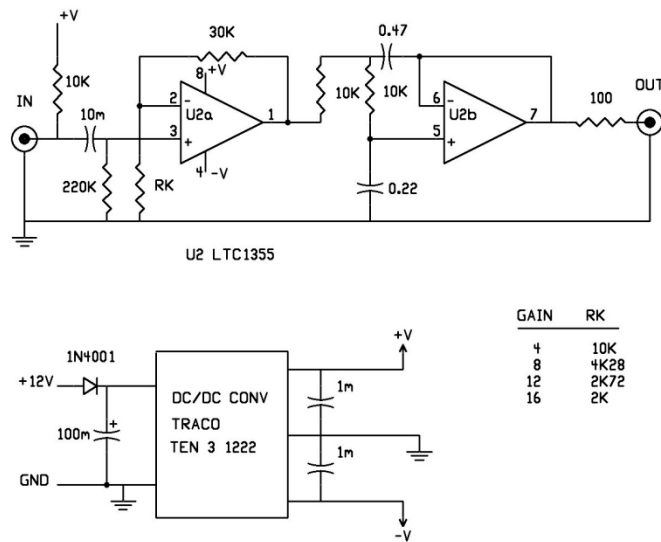 +V
30K
0.47
10K
IN
8
+V
2
-
U2a
1
3
+
10m
4
-V
220K
RK
10K
10K
6
-
U2b
7
5
+
0.22
100
OUT
U2 LTC1355
GAIN RK
4 10K
8 4K28
12 2K72
16 2K
1N4001
+12V
100m
+
GND
DC/DC CONV
TRACO
TEN 3 1222
+V
1m
1m
-V